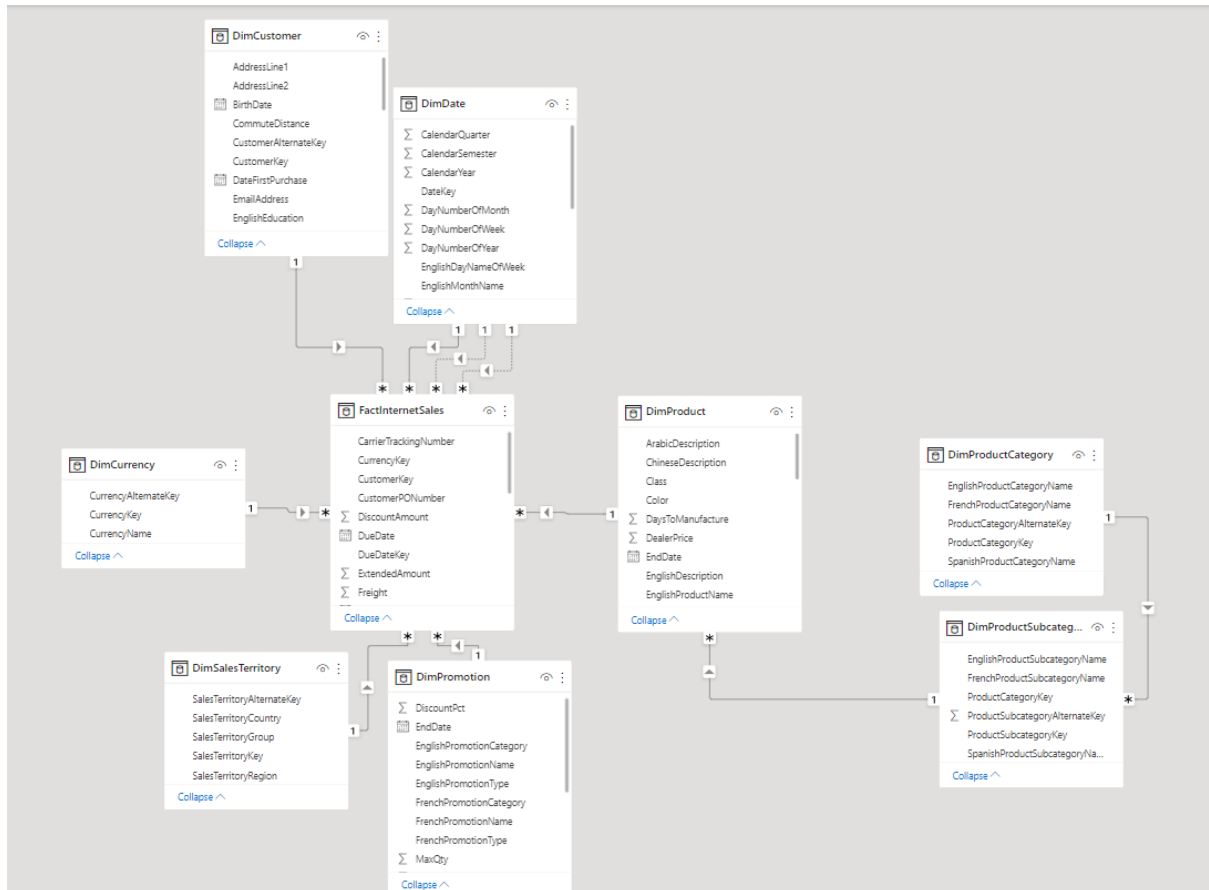 DimCustomer
AddressLine1
AddressLine2
BirthDate
CommuteDistance
CustomerAlternateKey
CustomerKey
DateFirstPurchase
EmailAddress
EnglishEducation
Collapse
1
DimDate
CalendarQuarter
CalendarSemester
CalendarYear
DateKey
DayNumberOfMonth
DayNumberOfWeek
DayNumberOfYear
EnglishDayNameOfWeek
EnglishMonthName
Collapse
1 1 1
* * * *
FactInternetSales
CarrierTrackingNumber
CurrencyKey
CustomerKey
CustomerPONumber
DiscountAmount
DueDate
DueDateKey
ExtendedAmount
Freight
Collapse
* *
DimCurrency
CurrencyAlternateKey
CurrencyKey
CurrencyName
Collapse
1 *
DimProduct
ArabicDescription
ChineseDescription
Class
Color
DaysToManufacture
DealerPrice
EndDate
EnglishDescription
EnglishProductName
Collapse
* 1
*
DimProductCategory
EnglishProductCategoryName
FrenchProductCategoryName
ProductCategoryAlternateKey
ProductCategoryKey
SpanishProductCategoryName
Collapse
1
DimProductSubcateg...
EnglishProductSubcategoryName
FrenchProductSubcategoryName
ProductCategoryKey
ProductSubcategoryAlternateKey
ProductSubcategoryKey
SpanishProductSubcategoryNa...
Collapse
1 *
DimSalesTerritory
SalesTerritoryAlternateKey
SalesTerritoryCountry
SalesTerritoryGroup
SalesTerritoryKey
SalesTerritoryRegion
Collapse
1
1
DimPromotion
DiscountPct
EndDate
EnglishPromotionCategory
EnglishPromotionName
EnglishPromotionType
FrenchPromotionCategory
FrenchPromotionName
FrenchPromotionType
MaxQty
Collapse